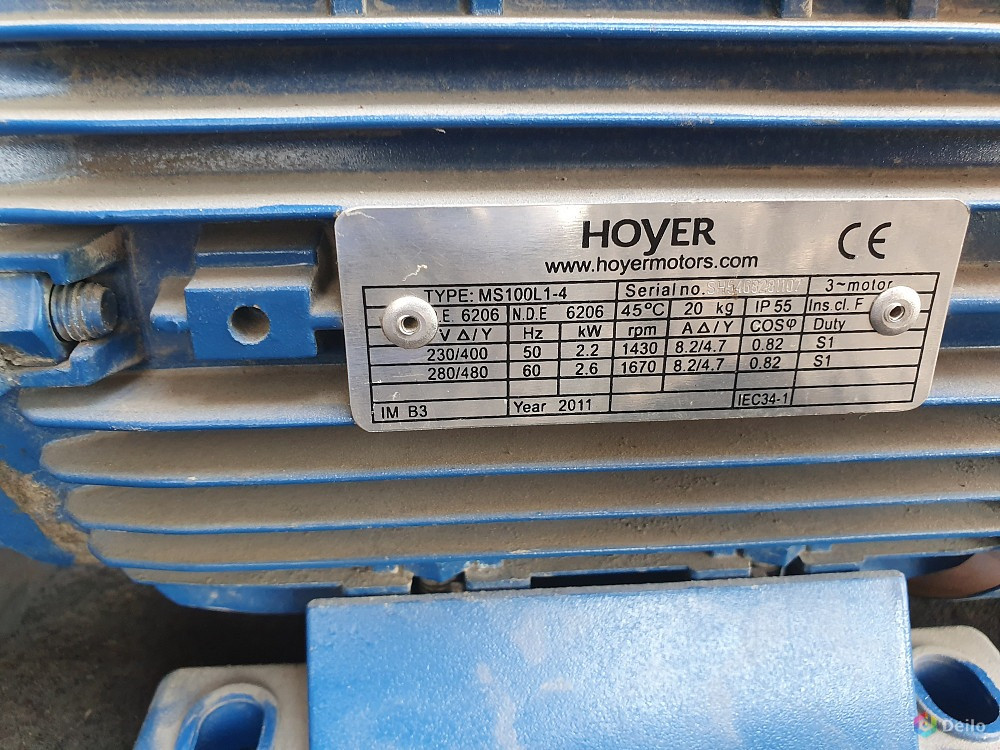 HOYER
CE
www.hoyermotors.com
TYPE: MS100L1-4 Serial no. 3~motor
.E. 6206 N.D.E 6206 45°C 20 kg IP 55 Ins.cl. F
V Δ/Y Hz kW rpm A Δ/Y COSφ Duty
230/400 50 2.2 1430 8.2/4.7 0.82 S1
280/480 60 2.6 1670 8.2/4.7 0.82 S1
IM B3 Year 2011 IEC34-1
Deilo